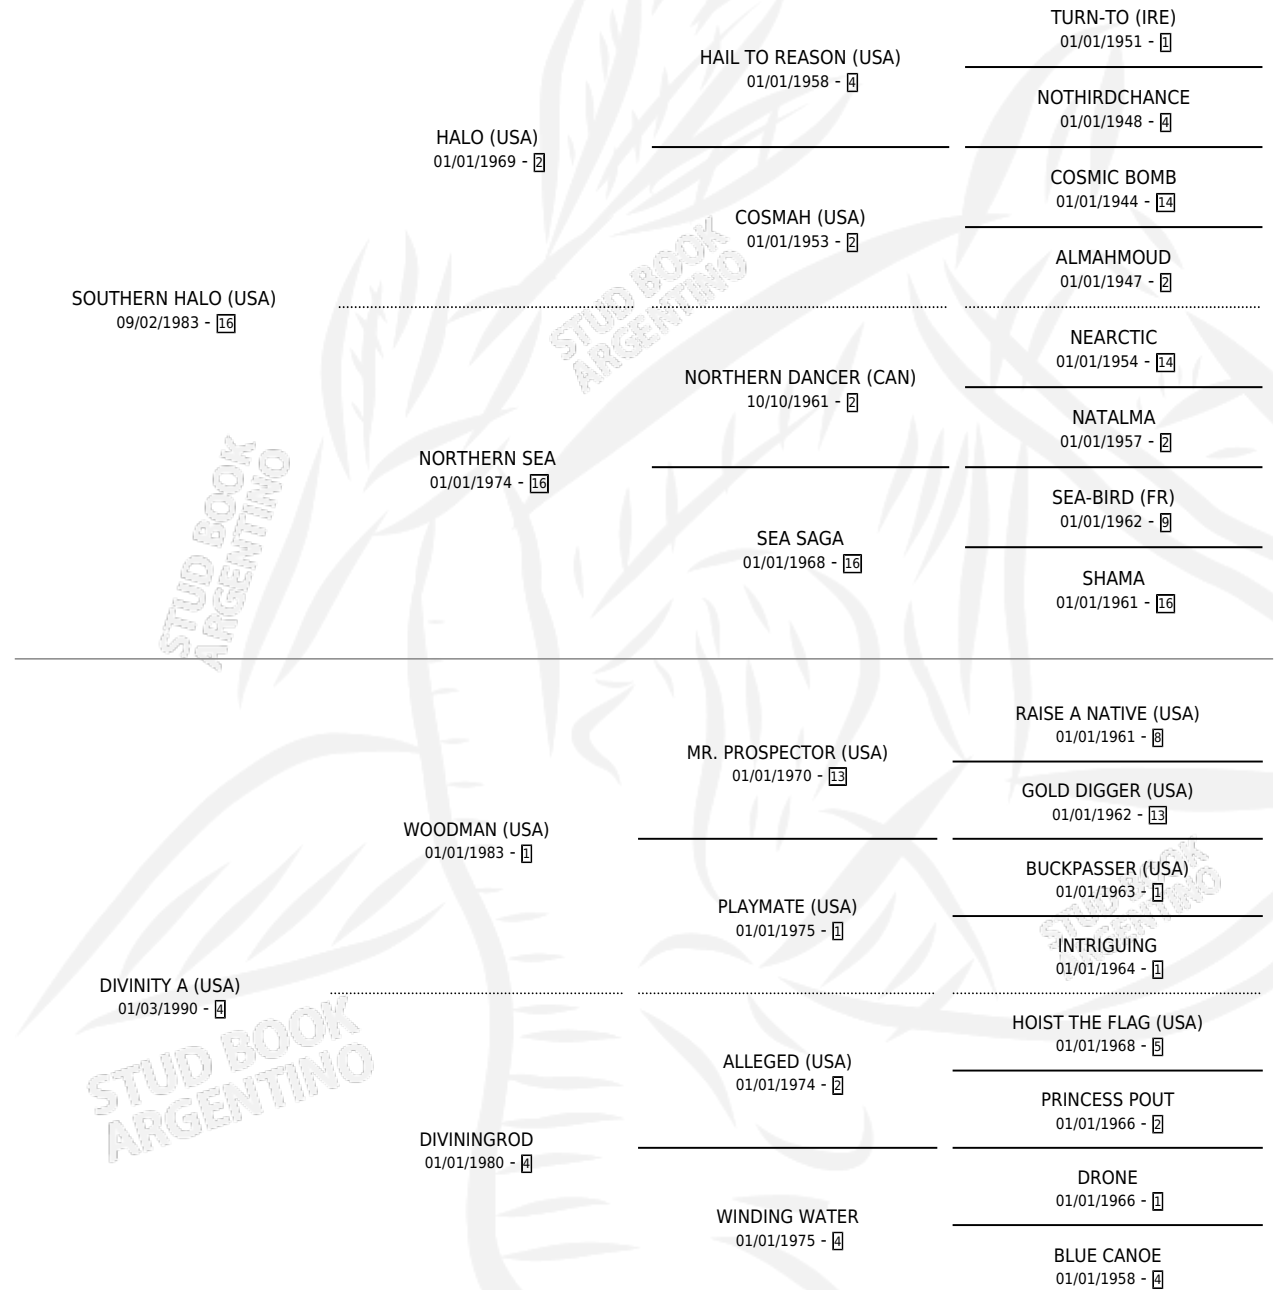 TURN-TO (IRE)
01/01/1951 - 1
HAIL TO REASON (USA)
01/01/1958 - 4
NOTHIRDCHANCE
01/01/1948 - 4
HALO (USA)
01/01/1969 - 2
COSMIC BOMB
01/01/1944 - 14
COSMAH (USA)
01/01/1953 - 2
ALMAHMOUD
01/01/1947 - 2
SOUTHERN HALO (USA)
09/02/1983 - 16
STUD BOOK
ARGENTINO
NEARCTIC
01/01/1954 - 14
NORTHERN DANCER (CAN)
10/10/1961 - 2
NATALMA
01/01/1957 - 2
NORTHERN SEA
01/01/1974 - 16
SEA-BIRD (FR)
01/01/1962 - 9
SEA SAGA
01/01/1968 - 16
SHAMA
01/01/1961 - 16
STUD BOOK
ARGENTINO
RAISE A NATIVE (USA)
01/01/1961 - 8
MR. PROSPECTOR (USA)
01/01/1970 - 13
GOLD DIGGER (USA)
01/01/1962 - 13
WOODMAN (USA)
01/01/1983 - 1
BUCKPASSER (USA)
01/01/1963 - 1
PLAYMATE (USA)
01/01/1975 - 1
STUD BOOK
ARGENTINO
INTRIGUING
01/01/1964 - 1
DIVINITY A (USA)
01/03/1990 - 4
HOIST THE FLAG (USA)
01/01/1968 - 5
STUD BOOK
ARGENTINO
ALLEGED (USA)
01/01/1974 - 2
PRINCESS POUT
01/01/1966 - 2
DIVININGROD
01/01/1980 - 4
DRONE
01/01/1966 - 1
WINDING WATER
01/01/1975 - 4
BLUE CANOE
01/01/1958 - 4